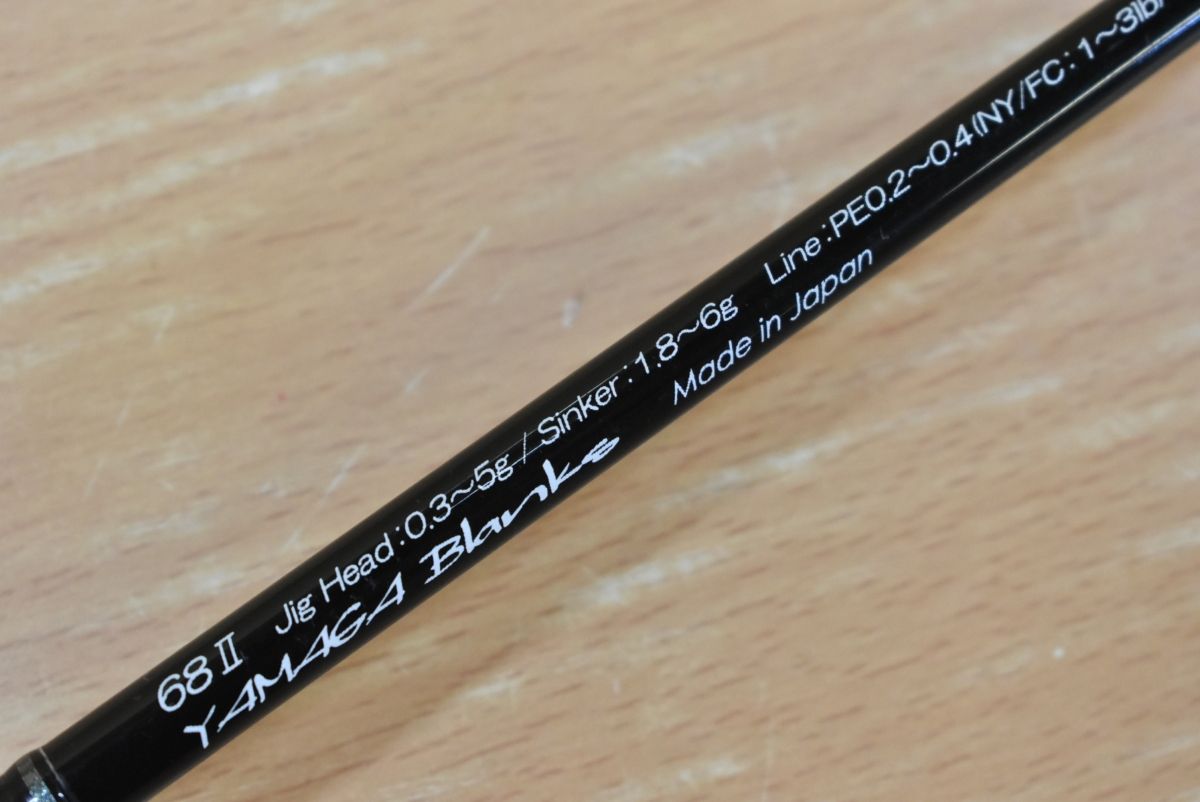 68Ⅱ Jig Head:0.3~5g / Sinker:1.8~6g Line:PE0.2~0.4(NY/FC:1~3lb
YAMAGA Blanks Made in Japan